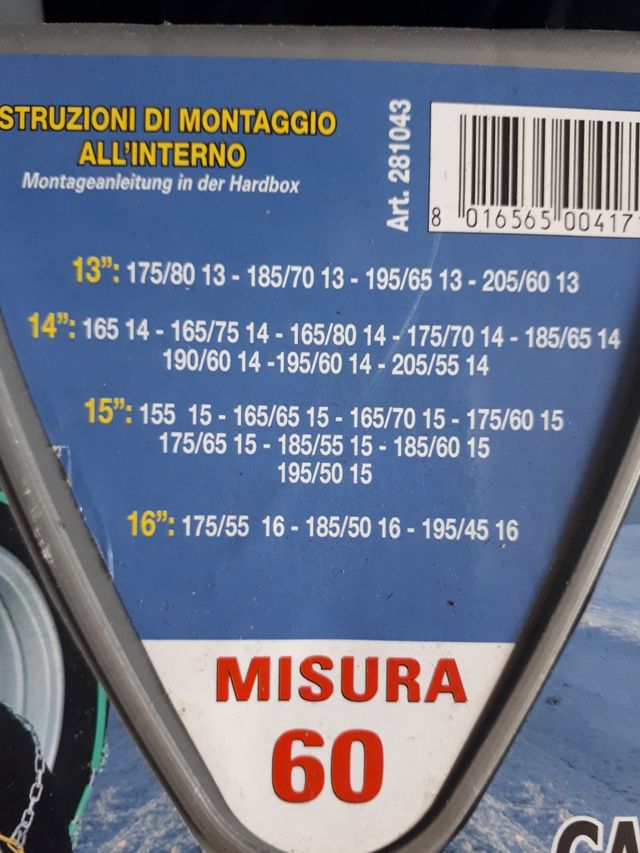 STRUZIONI DI MONTAGGIO
ALL'INTERNO
Montageanleitung in der Hardbox
Art. 281043
8 016565 00417
13": 175/80 13 - 185/70 13 - 195/65 13 - 205/60 13
14": 165 14 - 165/75 14 - 165/80 14 - 175/70 14 - 185/65 14
190/60 14 -195/60 14 - 205/55 14
15": 155 15 - 165/65 15 - 165/70 15 - 175/60 15
175/65 15 - 185/55 15 - 185/60 15
195/50 15
16": 175/55 16 - 185/50 16 - 195/45 16
MISURA
60
CA